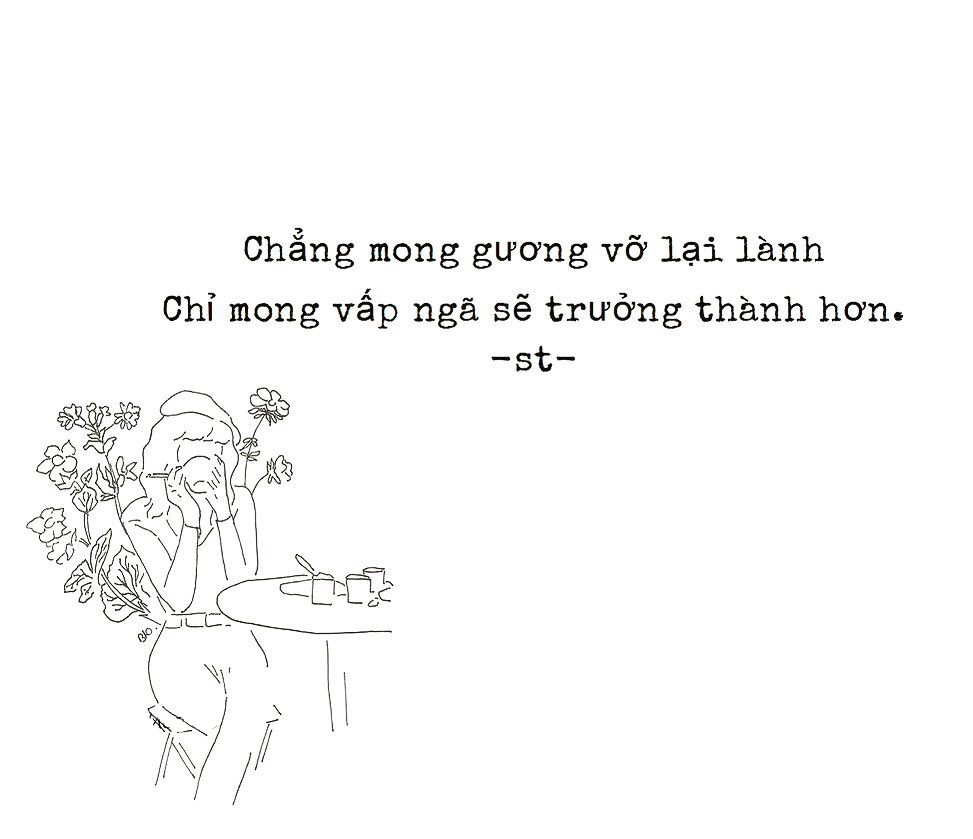 Chẳng mong gương vỡ lại lành
Chỉ mong vấp ngã sẽ trưởng thành hơn.
-st-